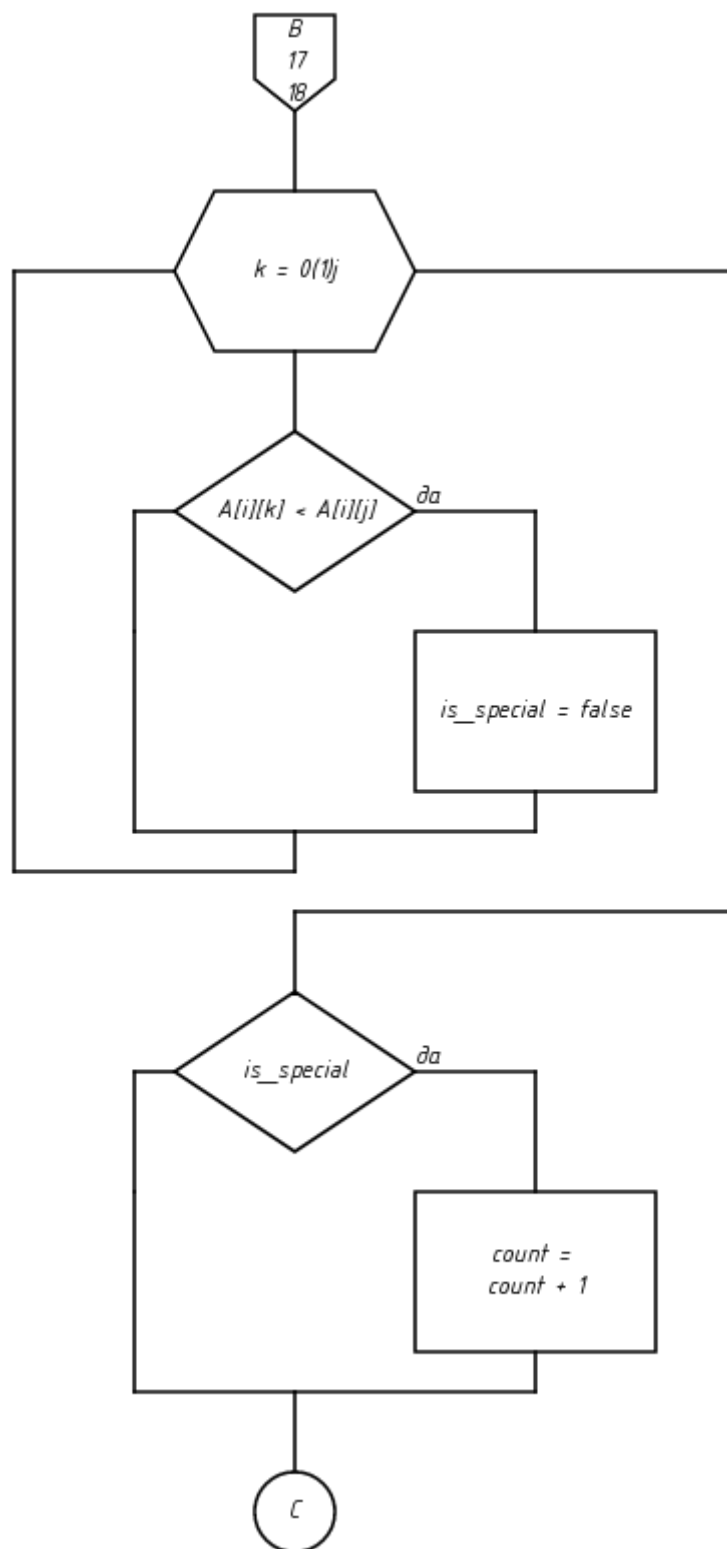 B
17
18
k = 0(1)j
A[i][k] < A[i][j]
да
is_special = false
is_special
да
count =
count + 1
C